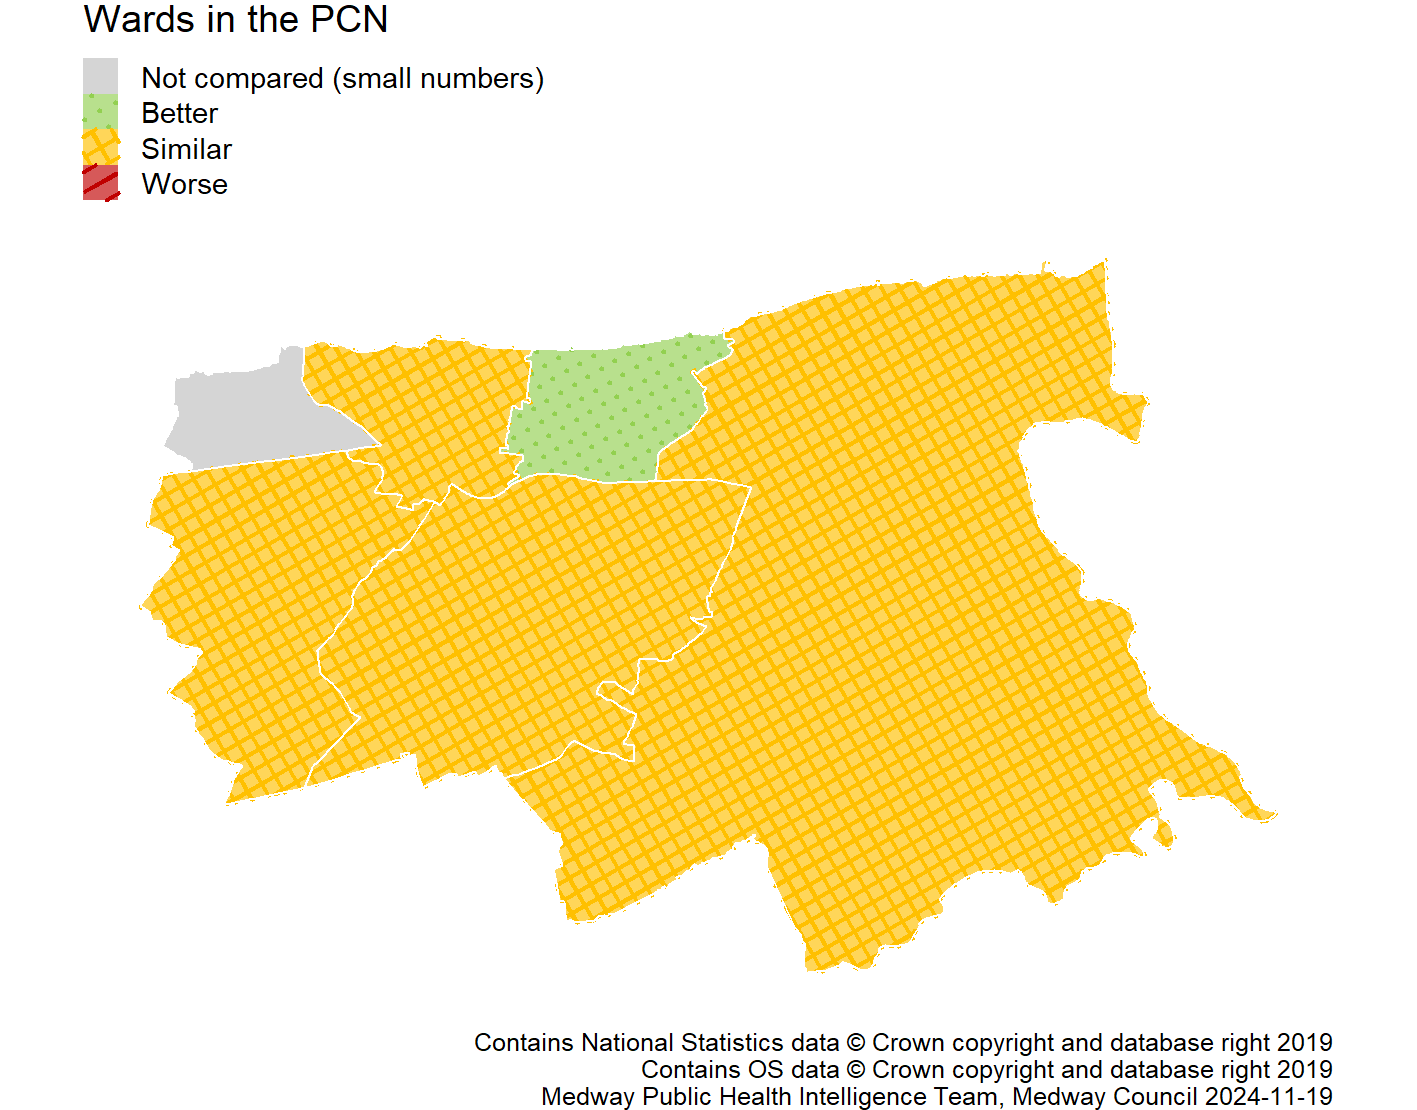 Wards in the PCN
Not compared (small numbers)
Better
Similar
Worse
Contains National Statistics data © Crown copyright and database right 2019
Contains OS data © Crown copyright and database right 2019
Medway Public Health Intelligence Team, Medway Council 2024-11-19